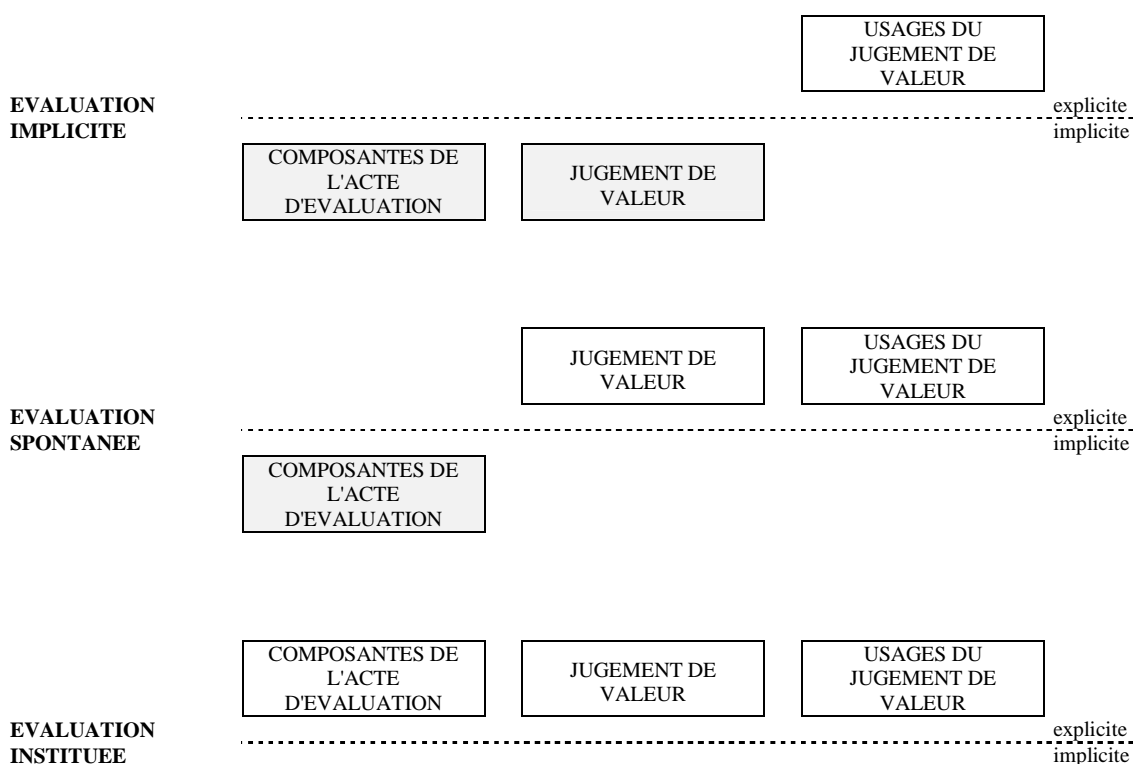 USAGES DU
JUGEMENT DE
VALEUR
EVALUATION
IMPLICITE
explicite
implicite
COMPOSANTES DE
L'ACTE
D'EVALUATION
JUGEMENT DE
VALEUR
JUGEMENT DE
VALEUR
USAGES DU
JUGEMENT DE
VALEUR
EVALUATION
SPONTANEE
explicite
implicite
COMPOSANTES DE
L'ACTE
D'EVALUATION
COMPOSANTES DE
L'ACTE
D'EVALUATION
JUGEMENT DE
VALEUR
USAGES DU
JUGEMENT DE
VALEUR
EVALUATION
INSTITUEE
explicite
implicite